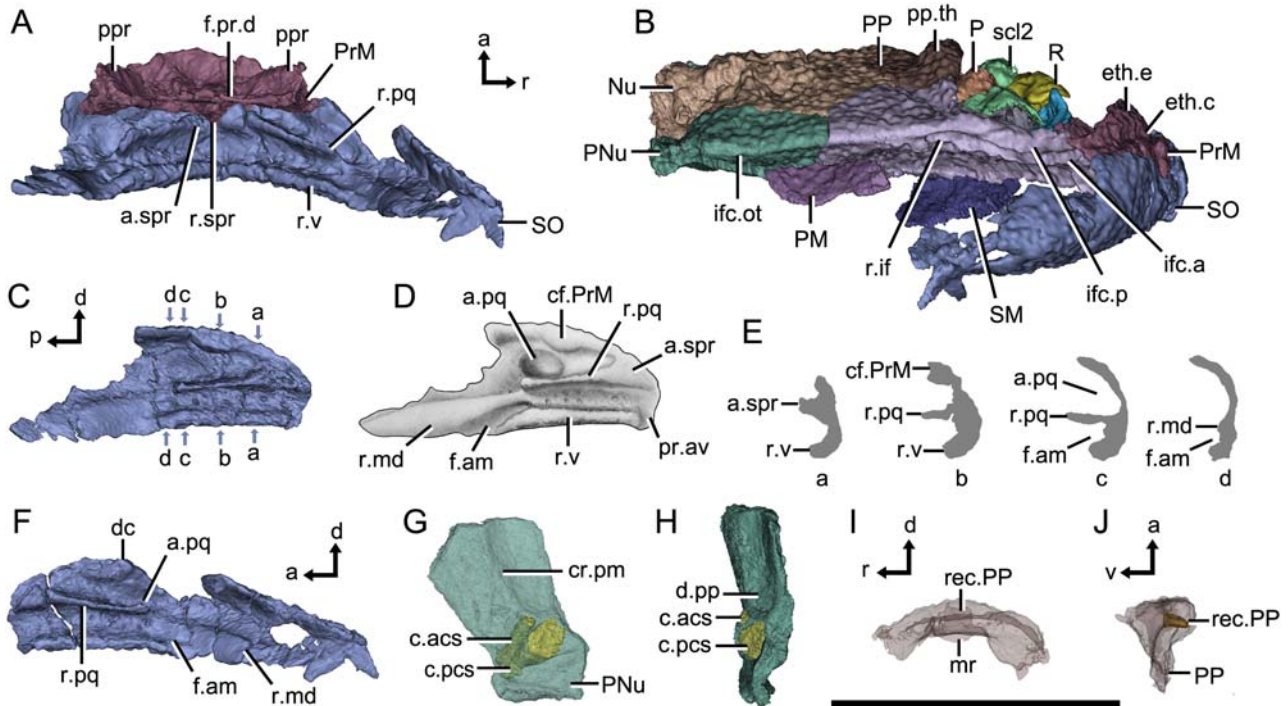 A
ppr
f.pr.d
ppr
PrM
a
r
r.pq
a.spr
r.spr
r.v
SO
B
Nu
PP
pp.th
P
scl2
R
eth.e
eth.c
PNu
PrM
ifc.ot
PM
r.if
SM
ifc.p
ifc.a
SO
C
d
p
d c b a
d c b a
D
a.pq
cf.PrM
r.pq
a.spr
r.md
f.am
r.v
pr.av
E
cf.PrM
a.pq
a.spr
r.pq
r.pq
r.md
r.v
r.v
f.am
f.am
a b c d
F
dc
a.pq
d
a
r.pq
f.am
r.md
G
cr.pm
c.acs
c.pcs
PNu
H
d.pp
c.acs
c.pcs
I
d
r
rec.PP
mr
J
a
v
rec.PP
PP